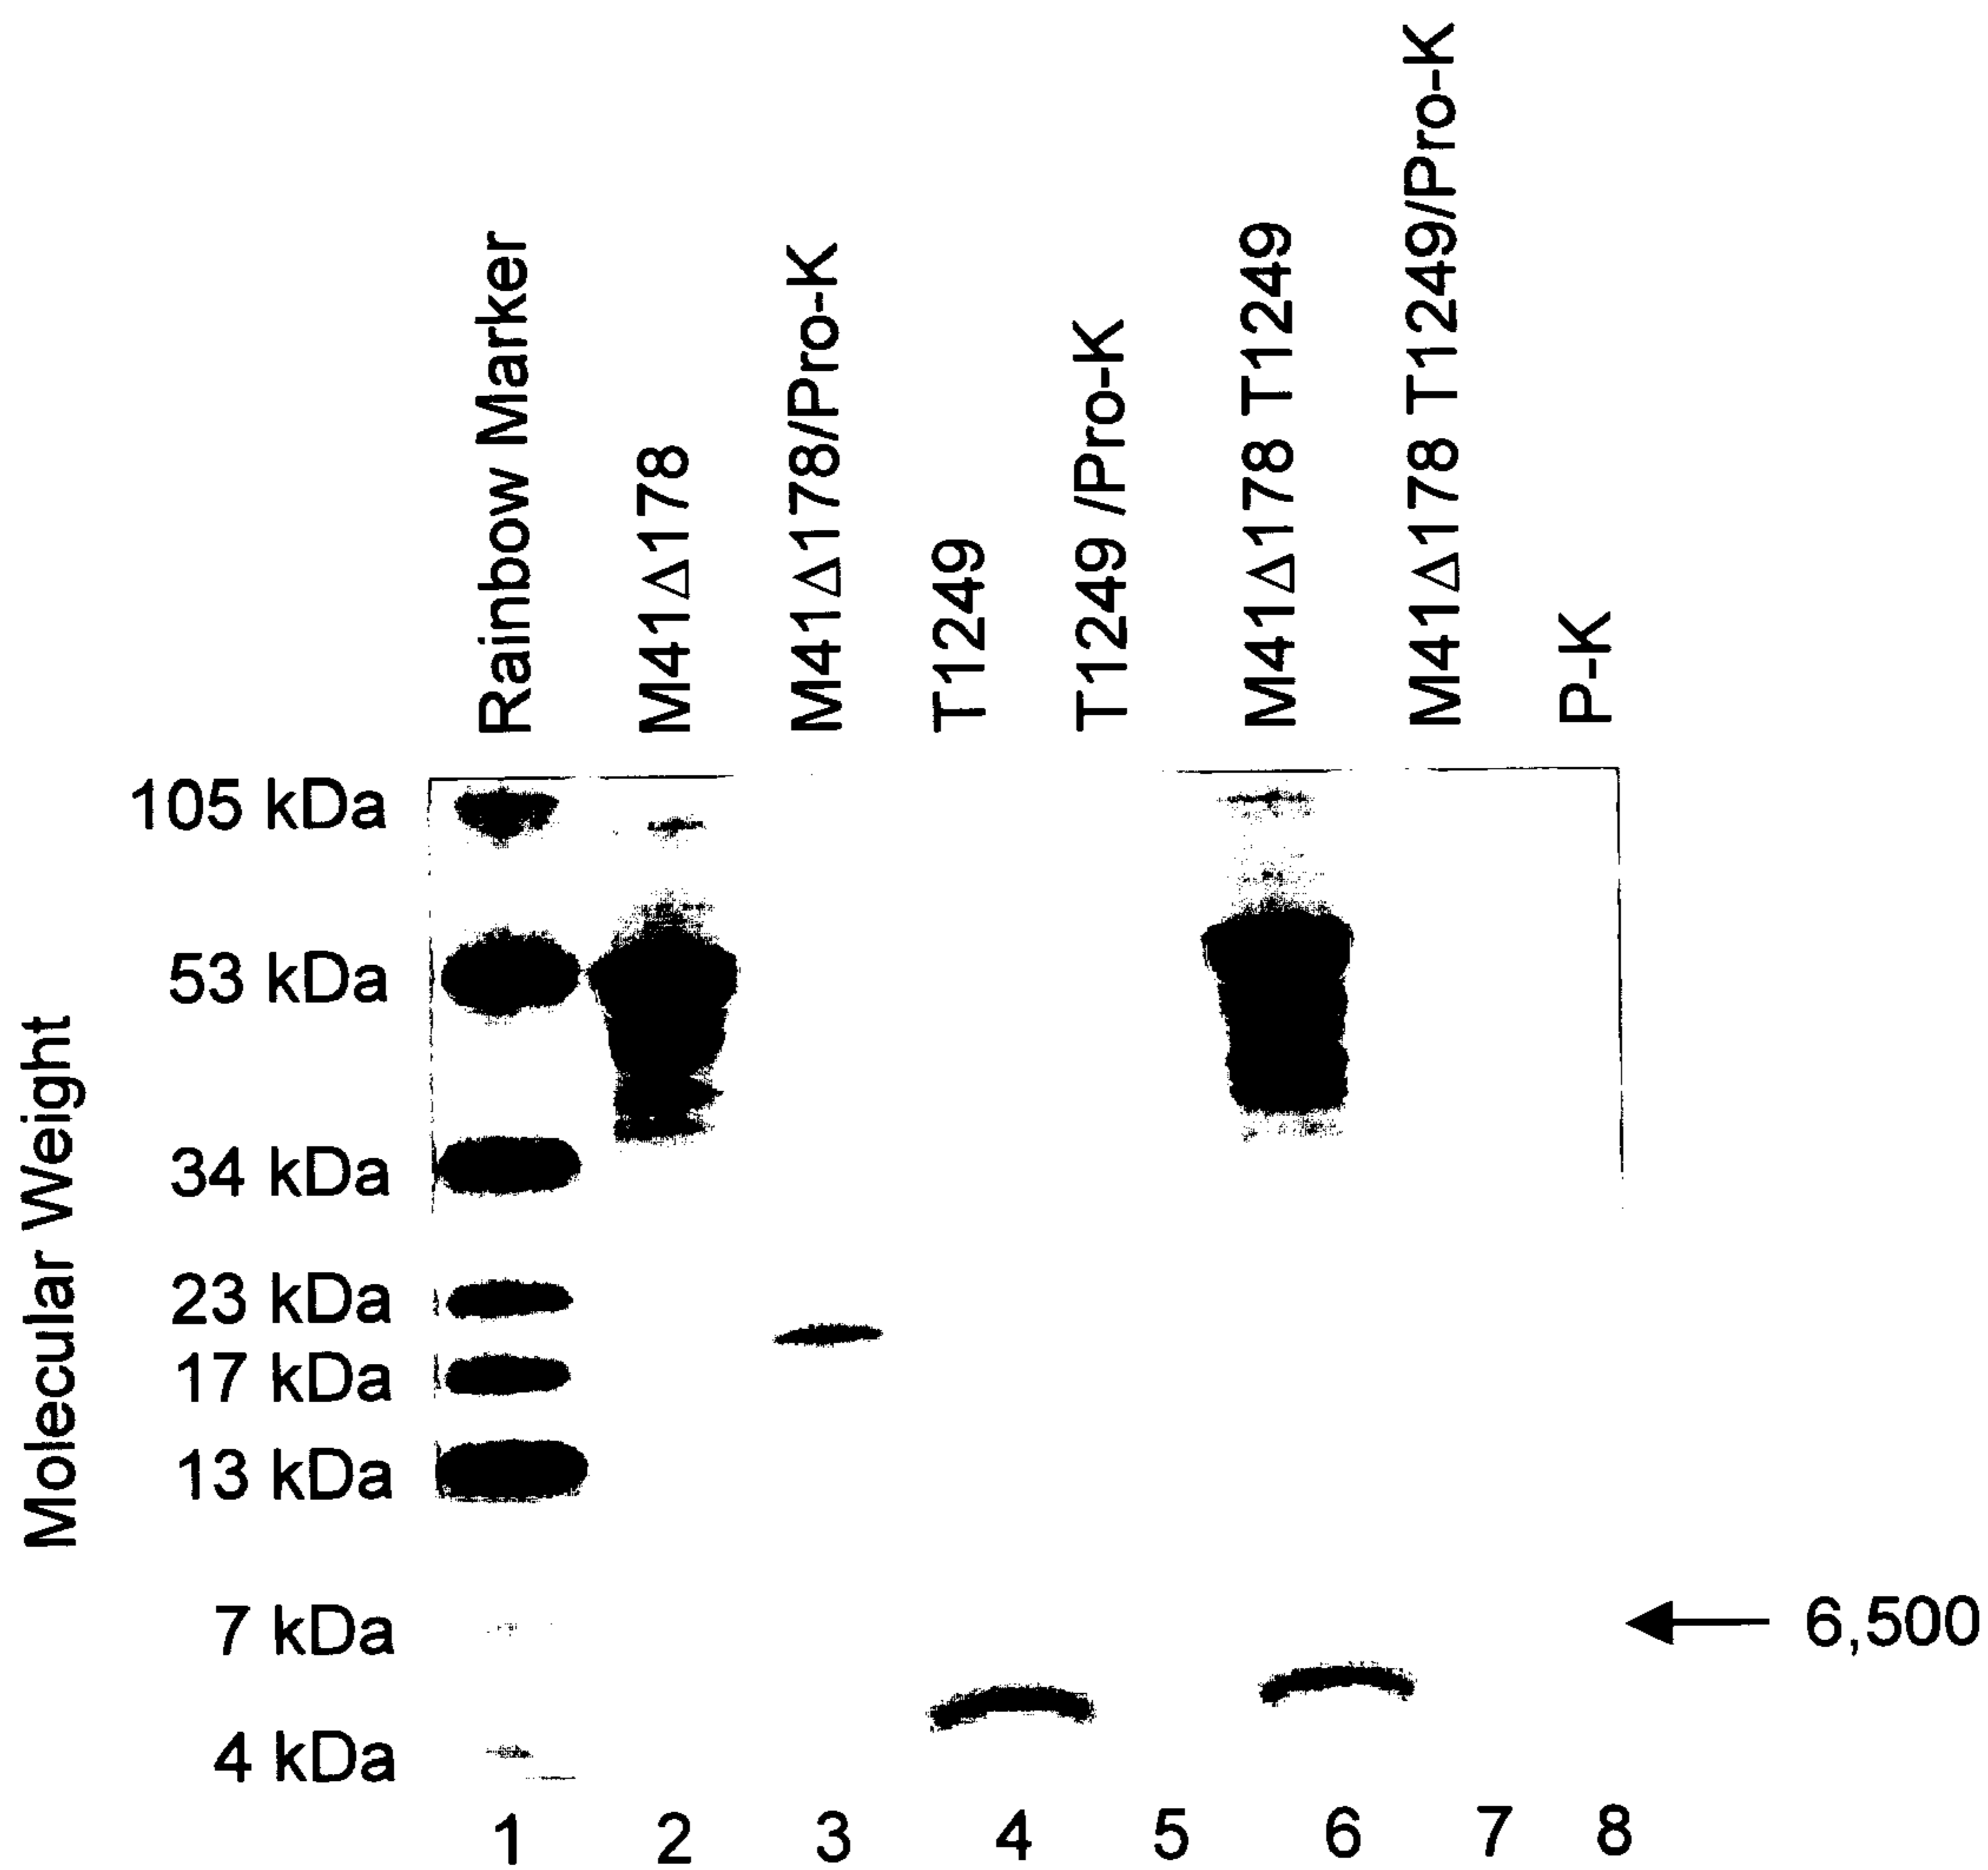 Rainbow Marker
M41Δ178
M41Δ178/Pro-K
T1249
T1249 /Pro-K
M41Δ178 T1249
M41Δ178 T1249/Pro-K
P-K
Molecular Weight
105 kDa
53 kDa
34 kDa
23 kDa
17 kDa
13 kDa
7 kDa
4 kDa
6,500
1 2 3 4 5 6 7 8